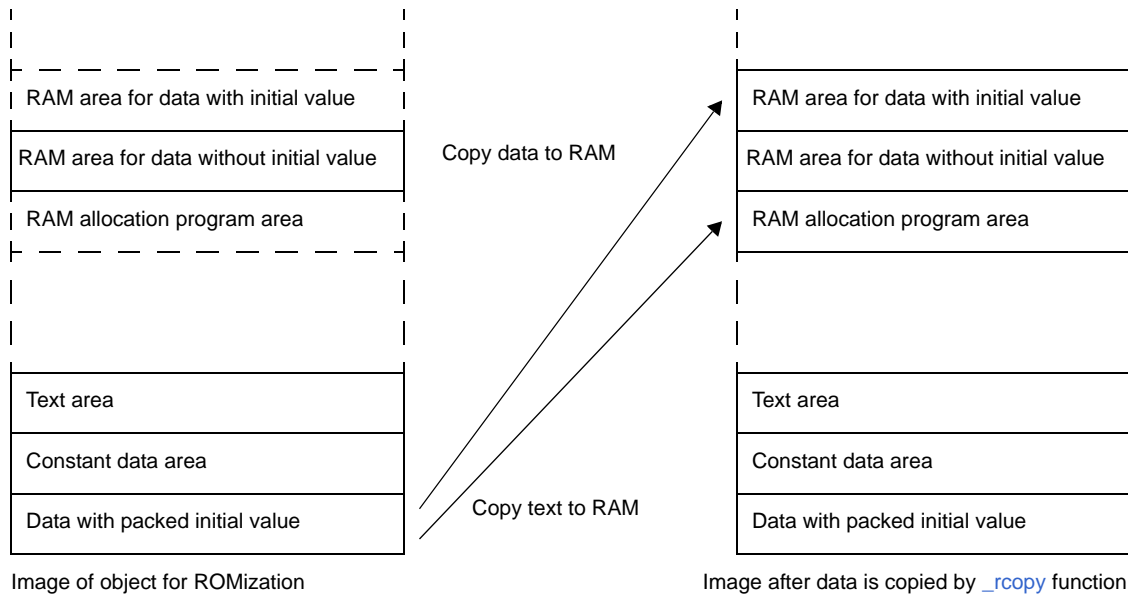 RAM area for data with initial value
RAM area for data without initial value
RAM allocation program area
Text area
Constant data area
Data with packed initial value
Image of object for ROMization
Copy data to RAM
Copy text to RAM
RAM area for data with initial value
RAM area for data without initial value
RAM allocation program area
Text area
Constant data area
Data with packed initial value
Image after data is copied by _rcopy function